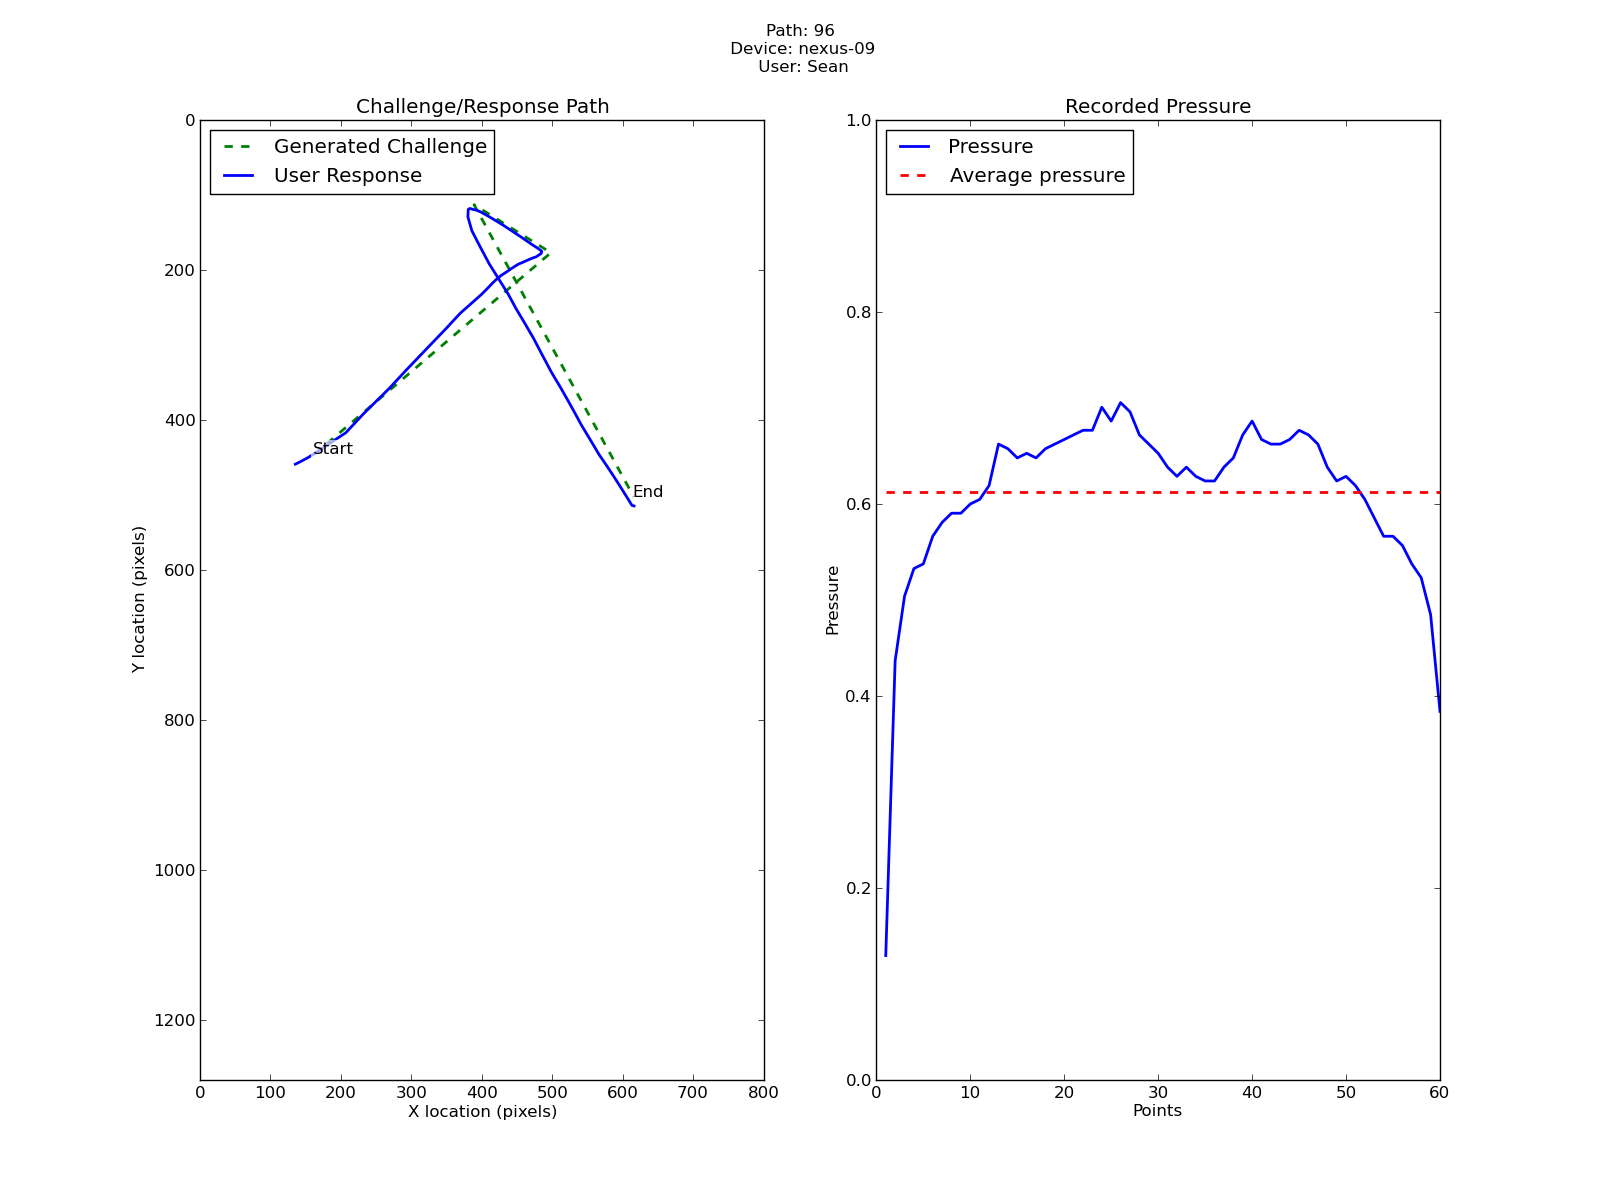 Path: 96
Device: nexus-09
User: Sean
Challenge/Response Path
Generated Challenge
User Response
Start
End
0
200
400
600
800
1000
1200
Y location (pixels)
0 100 200 300 400 500 600 700 800
X location (pixels)
Recorded Pressure
Pressure
Average pressure
1.0
0.8
0.6
0.4
0.2
0.0
Pressure
0 10 20 30 40 50 60
Points